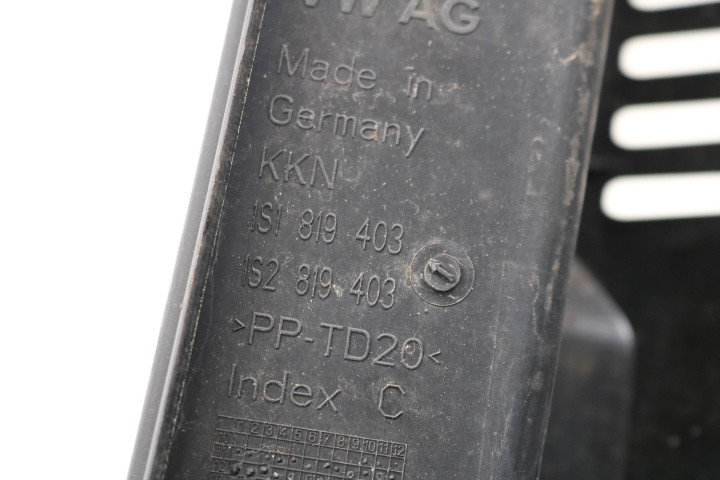 VW AG
Made in
Germany
KKN
1S1 819 403
1S2 819 403
>PP-TD20<
Index C
1 2 3 4 5 6 7 8 9 10 11 12